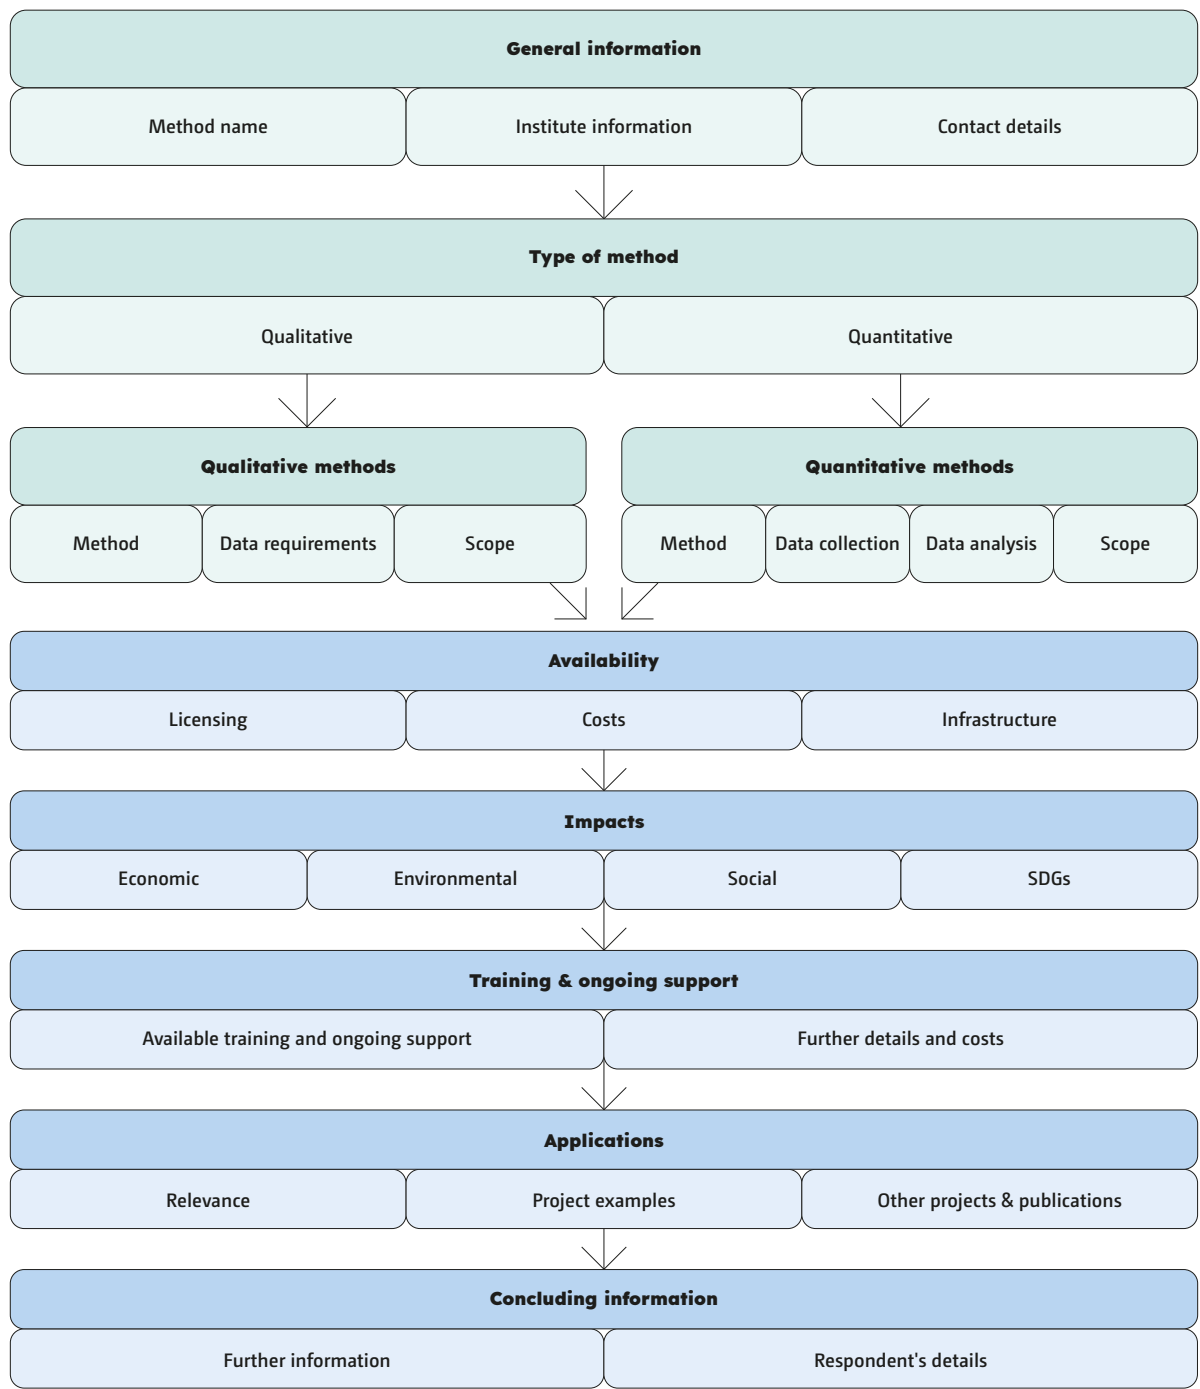 General information
Method name
Institute information
Contact details
Type of method
Qualitative
Quantitative
Qualitative methods
Quantitative methods
Method
Data requirements
Scope
Method
Data collection
Data analysis
Scope
Availability
Licensing
Costs
Infrastructure
Impacts
Economic
Environmental
Social
SDGs
Training & ongoing support
Available training and ongoing support
Further details and costs
Applications
Relevance
Project examples
Other projects & publications
Concluding information
Further information
Respondent's details